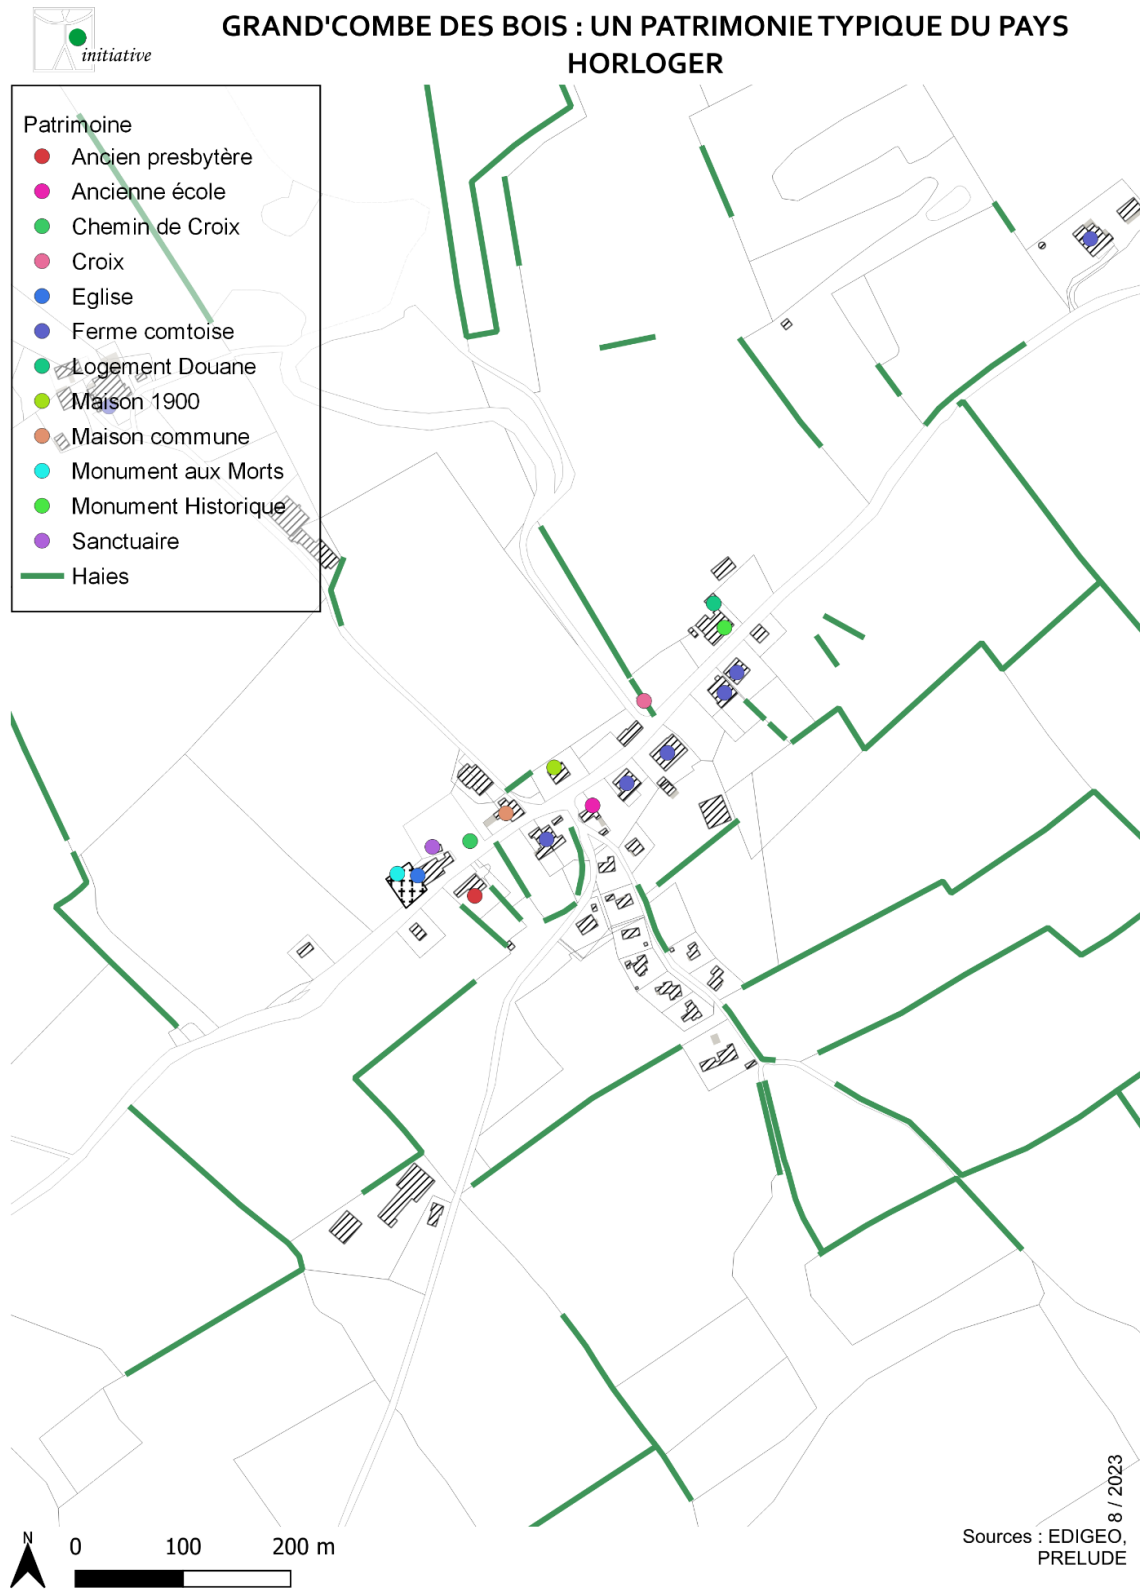 GRAND'COMBE DES BOIS : UN PATRIMONIE TYPIQUE DU PAYS
HORLOGER
initiative
Patrimoine
Ancien presbytère
Ancienne école
Chemin de Croix
Croix
Eglise
Ferme comtoise
Logement Douane
Maison 1900
Maison commune
Monument aux Morts
Monument Historique
Sanctuaire
Haies
8 / 2023
Sources : EDIGEO,
PRELUDE
N
0 100 200 m